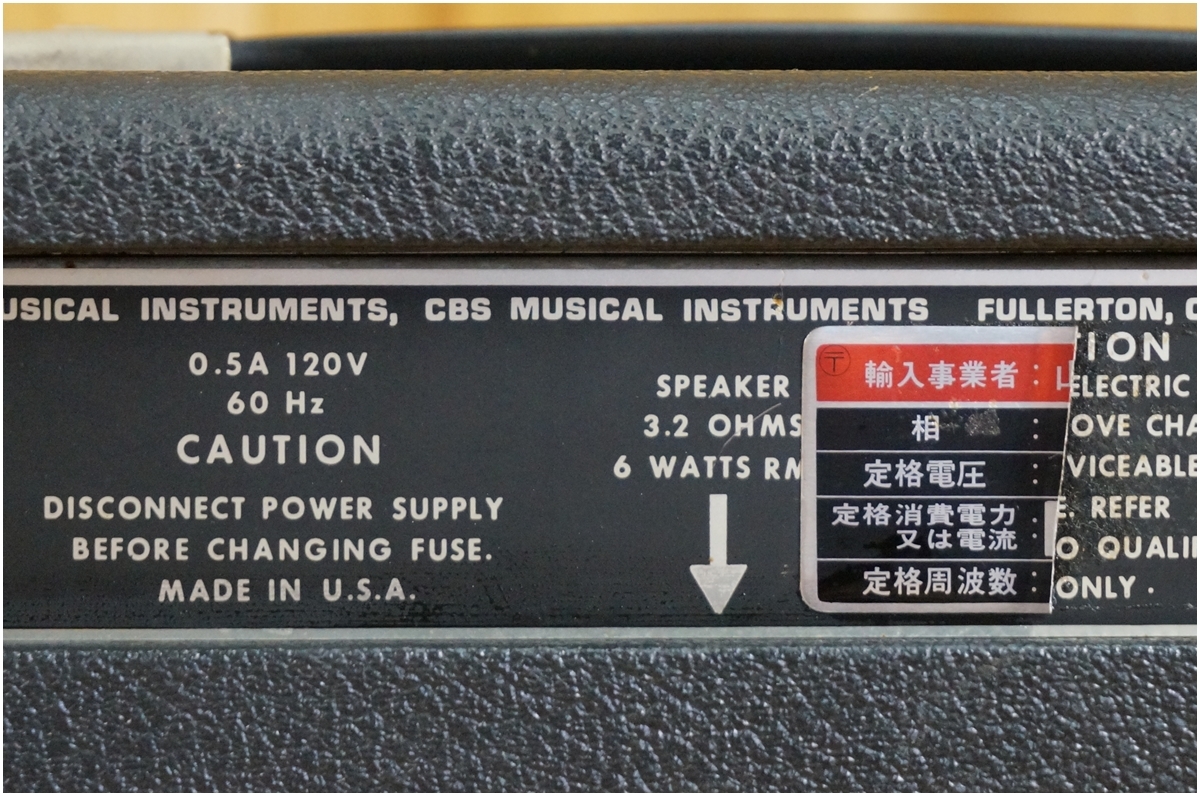 USICAL INSTRUMENTS, CBS MUSICAL INSTRUMENTS FULLERTON,
0.5A 120V
60 Hz
CAUTION
DISCONNECT POWER SUPPLY
BEFORE CHANGING FUSE.
MADE IN U.S.A.
SPEAKER
3.2 OHMS
6 WATTS RM
〒
輸入事業者:
相 :
定格電圧 :
定格消費電力
又は電流 :
定格周波数 :
TION
ELECTRIC
OVE CHA
VICEABLE
E. REFER
O QUALI
ONLY.